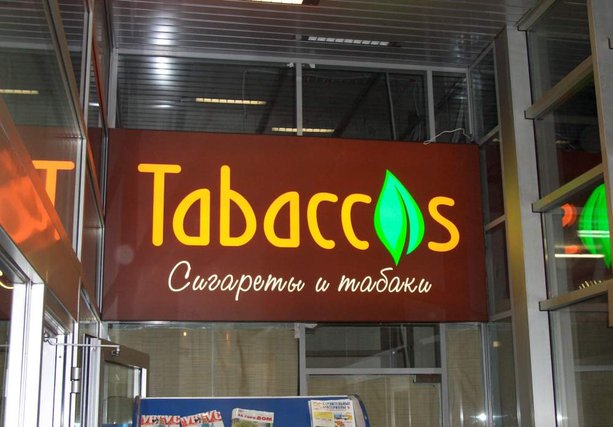 Tabaccos
Сигареты и табаки